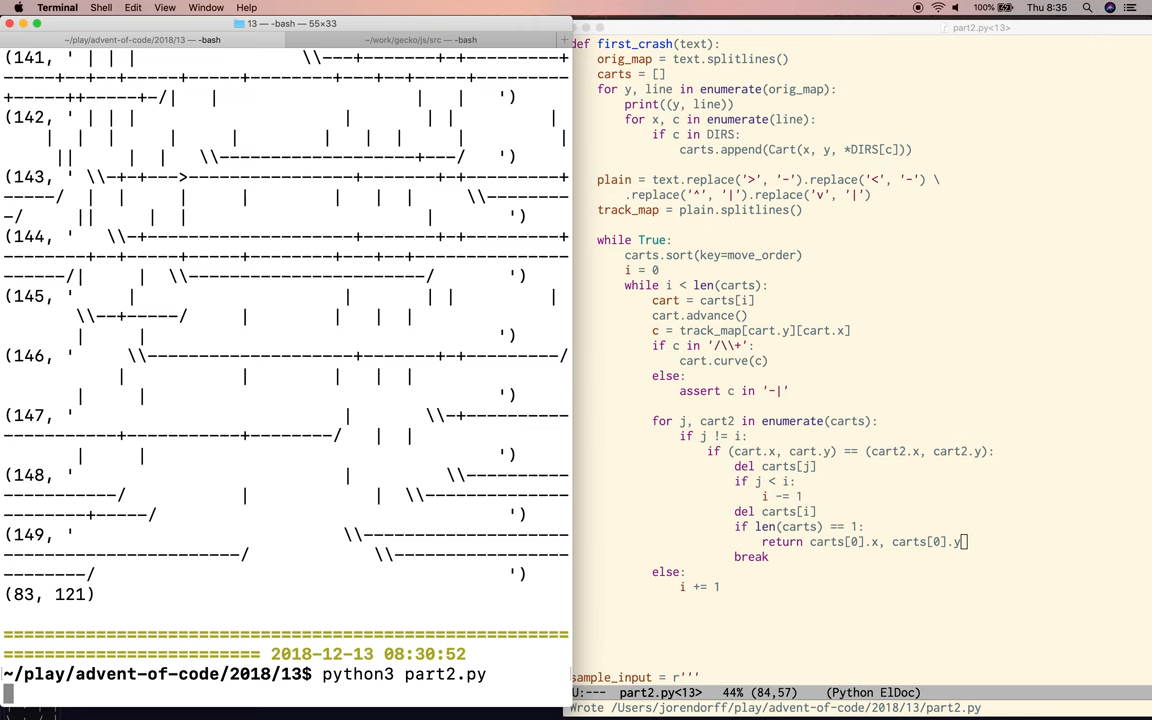 Terminal Shell Edit View Window Help 100% Thu 8:35
13 — -bash — 55×33
~/play/advent-of-code/2018/13 — -bash ~/work/gecko/js/src — -bash
(141, ' | | | \\---+--------+-+----------+
------+--+-----+------+---------+---+--+-----+----------
+-----++-----+-/| | | | ')
(142, ' | | | | | | |
| | | | | | | | | |
|| | | \\--------------------+---/ ')
(143, ' \\-+-+--->-----------------+--------+-+----------+
-----/ | | | | | | | \\---------
-/ || | | | | ')
(144, ' \\-+---------------------+--------+-+----------+
---------+--+-----+------+---------+---+--+---------------
------/| | \\------------------------/ ')
(145, ' | | | | |
\\--+-----/ | | | |
| | ')
(146, ' \\---------------------+--------+-+----------/
| | | | |
| | ')
(147, ' | \\-+----------
------------+-----------+---------/ | |
| | ')
(148, ' | \\----------
------------/ | | \\---------------
---------+-----/ ')
(149, ' \\---------------------
------------------------/ \\------------------
---------/ ')
(83, 121)
==================================================
========================== 2018-12-13 08:30:52
~/play/advent-of-code/2018/13$ python3 part2.py
part2.py<13>
def first_crash(text):
    orig_map = text.splitlines()
    carts = []
    for y, line in enumerate(orig_map):
        print((y, line))
        for x, c in enumerate(line):
            if c in DIRS:
                carts.append(Cart(x, y, *DIRS[c]))
    plain = text.replace('>', '-').replace('<', '-') \
        .replace('^', '|').replace('v', '|')
    track_map = plain.splitlines()
    while True:
        carts.sort(key=move_order)
        i = 0
        while i < len(carts):
            cart = carts[i]
            cart.advance()
            c = track_map[cart.y][cart.x]
            if c in '/\\+':
                cart.curve(c)
            else:
                assert c in '-|'
            for j, cart2 in enumerate(carts):
                if j != i:
                    if (cart.x, cart.y) == (cart2.x, cart2.y):
                        del carts[j]
                        if j < i:
                            i -= 1
                        del carts[i]
                        if len(carts) == 1:
                            return carts[0].x, carts[0].y
                        break
            else:
                i += 1
sample_input = r'''
U:--- part2.py<13> 44% (84,57) (Python ElDoc)
Wrote /Users/jorendorff/play/advent-of-code/2018/13/part2.py